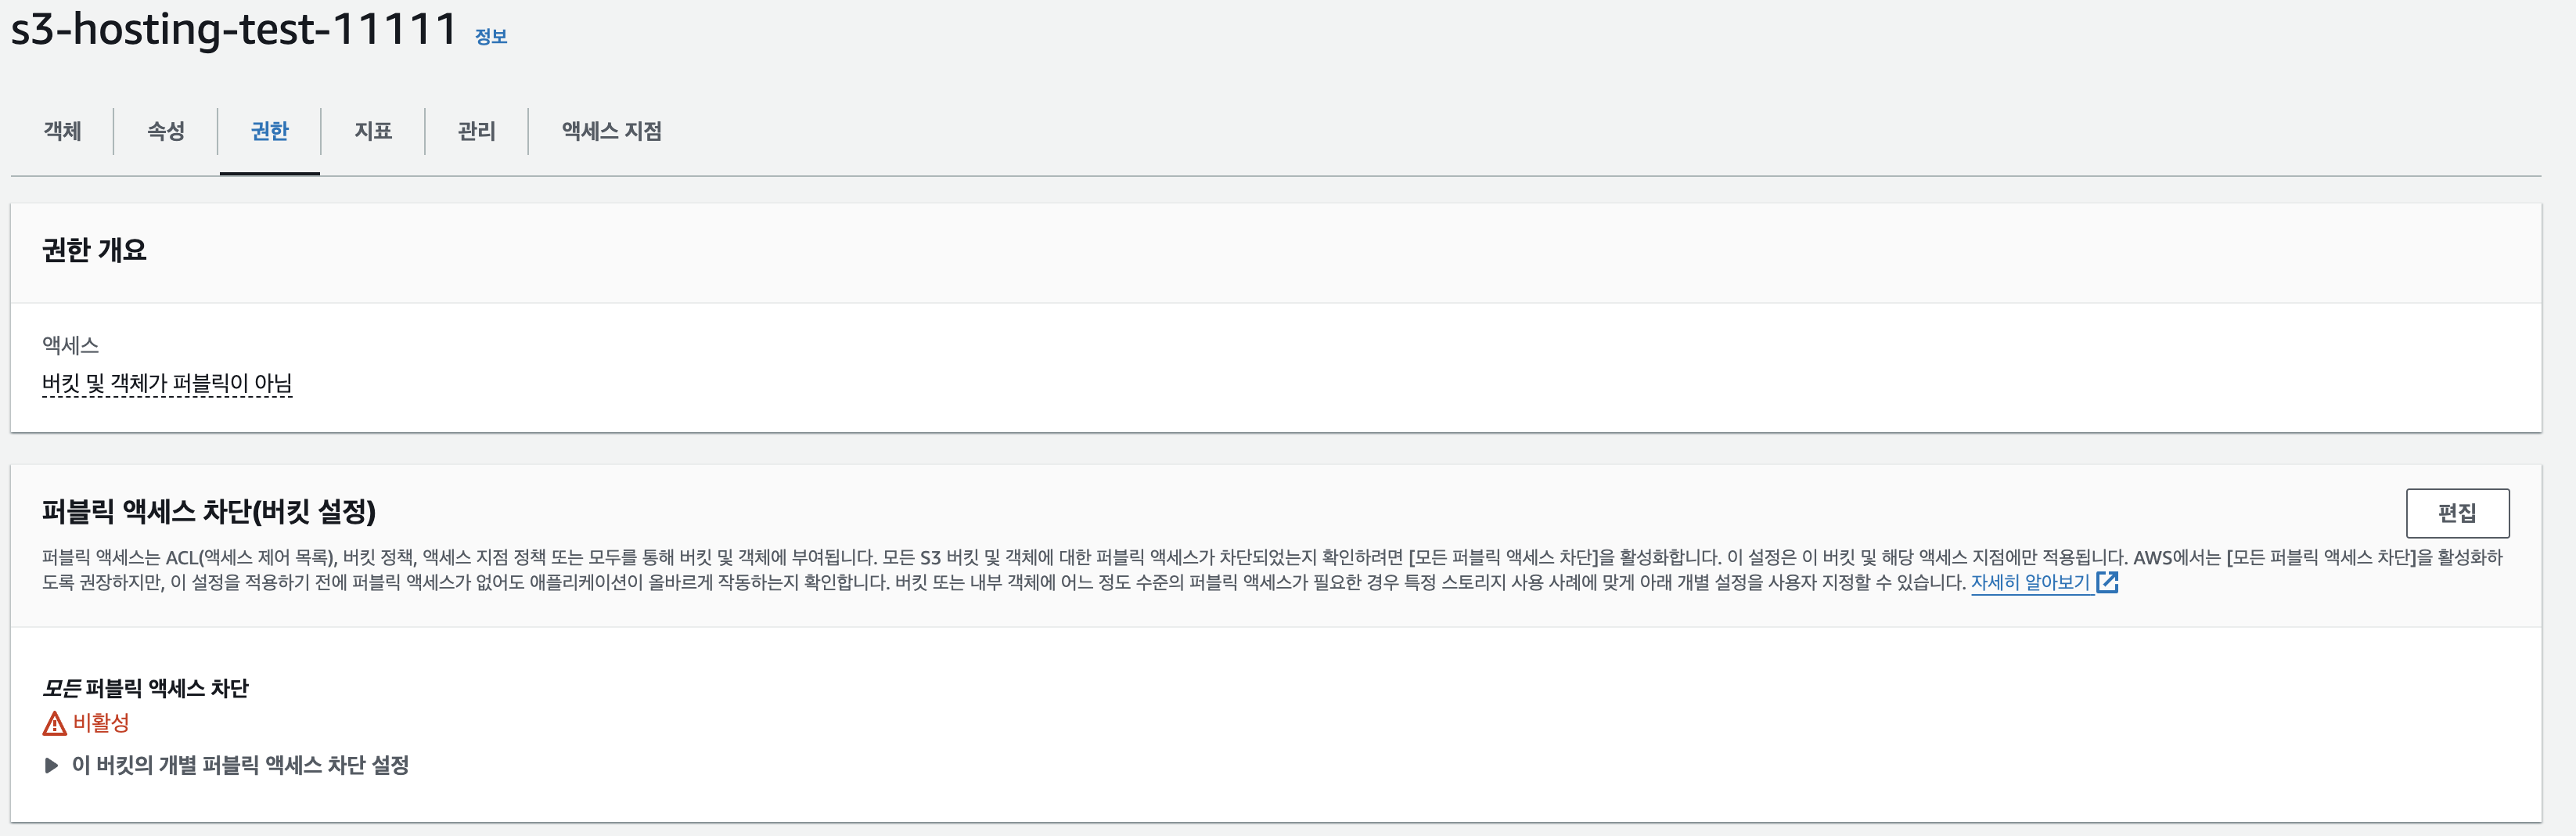 s3-hosting-test-11111 정보
객체 속성 권한 지표 관리 액세스 지점
권한 개요
액세스
버킷 및 객체가 퍼블릭이 아님
퍼블릭 액세스 차단(버킷 설정)
편집
퍼블릭 액세스는 ACL(액세스 제어 목록), 버킷 정책, 액세스 지점 정책 또는 모두를 통해 버킷 및 객체에 부여됩니다. 모든 S3 버킷 및 객체에 대한 퍼블릭 액세스가 차단되었는지 확인하려면 [모든 퍼블릭 액세스 차단]을 활성화합니다. 이 설정은 이 버킷 및 해당 액세스 지점에만 적용됩니다. AWS에서는 [모든 퍼블릭 액세스 차단]을 활성화하
도록 권장하지만, 이 설정을 적용하기 전에 퍼블릭 액세스가 없어도 애플리케이션이 올바르게 작동하는지 확인합니다. 버킷 또는 내부 객체에 어느 정도 수준의 퍼블릭 액세스가 필요한 경우 특정 스토리지 사용 사례에 맞게 아래 개별 설정을 사용자 지정할 수 있습니다. 자세히 알아보기
모든 퍼블릭 액세스 차단
비활성
이 버킷의 개별 퍼블릭 액세스 차단 설정